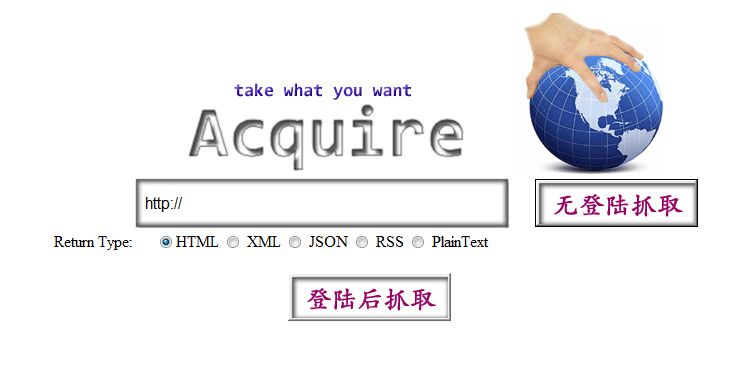 take what you want
Acquire
http://
无登陆抓取
Return Type: HTML XML JSON RSS PlainText
登陆后抓取